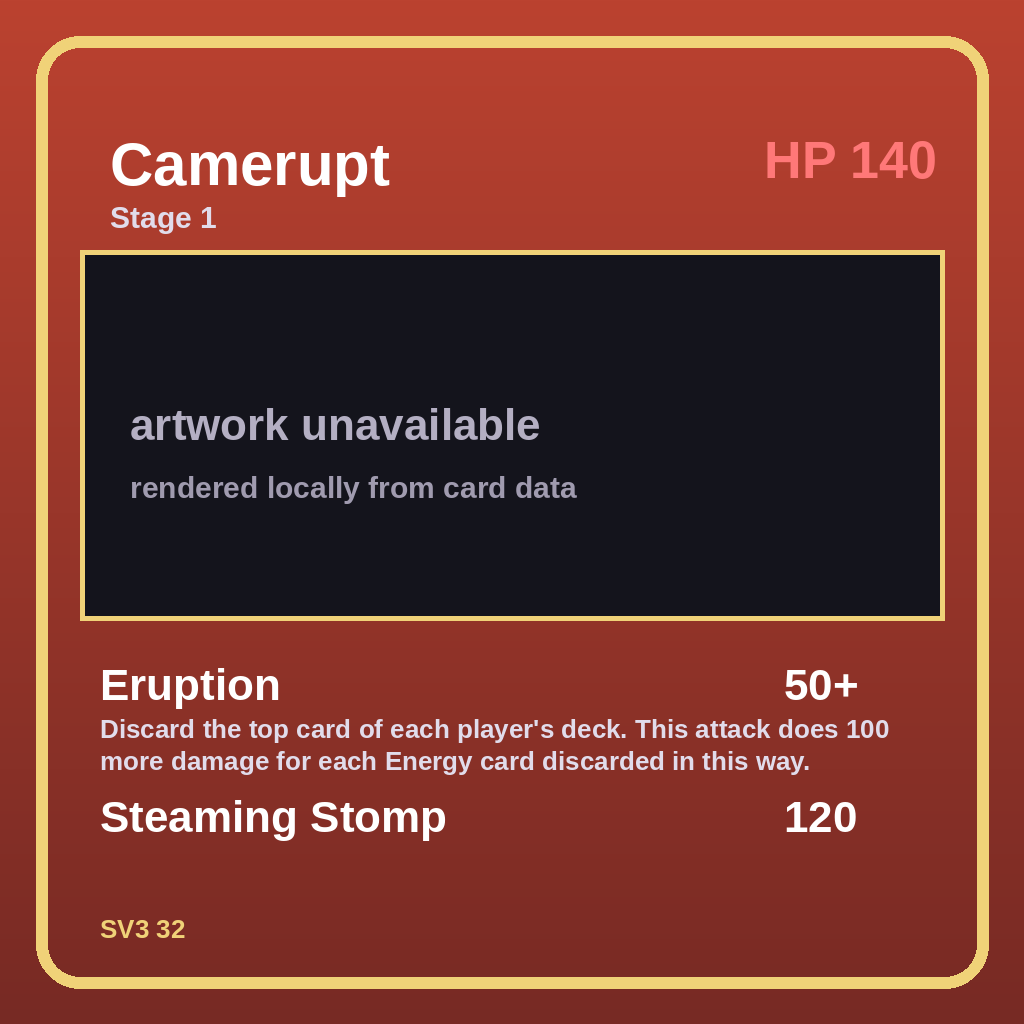 Camerupt
HP 140
Stage 1
artwork unavailable
rendered locally from card data
Eruption
50+
Discard the top card of each player's deck. This attack does 100
more damage for each Energy card discarded in this way.
Steaming Stomp
120
SV3 32